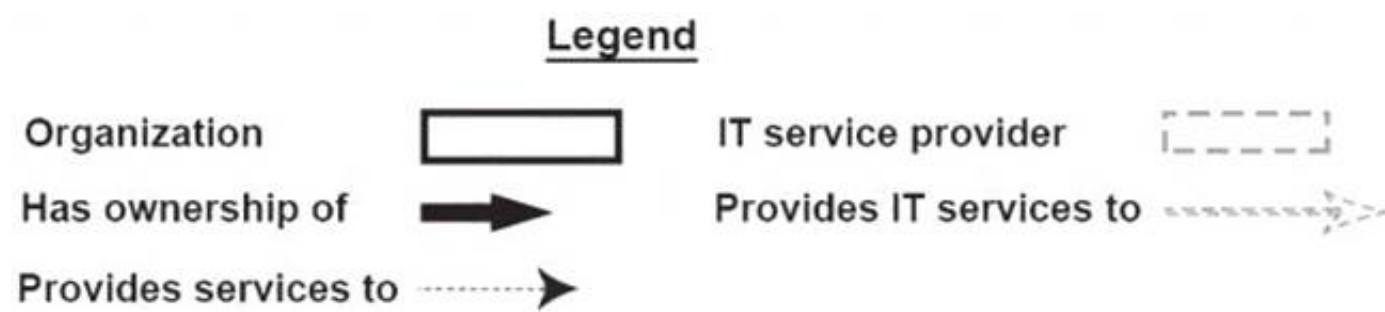 Legend
Organization
IT service provider
Has ownership of
Provides IT services to
Provides services to